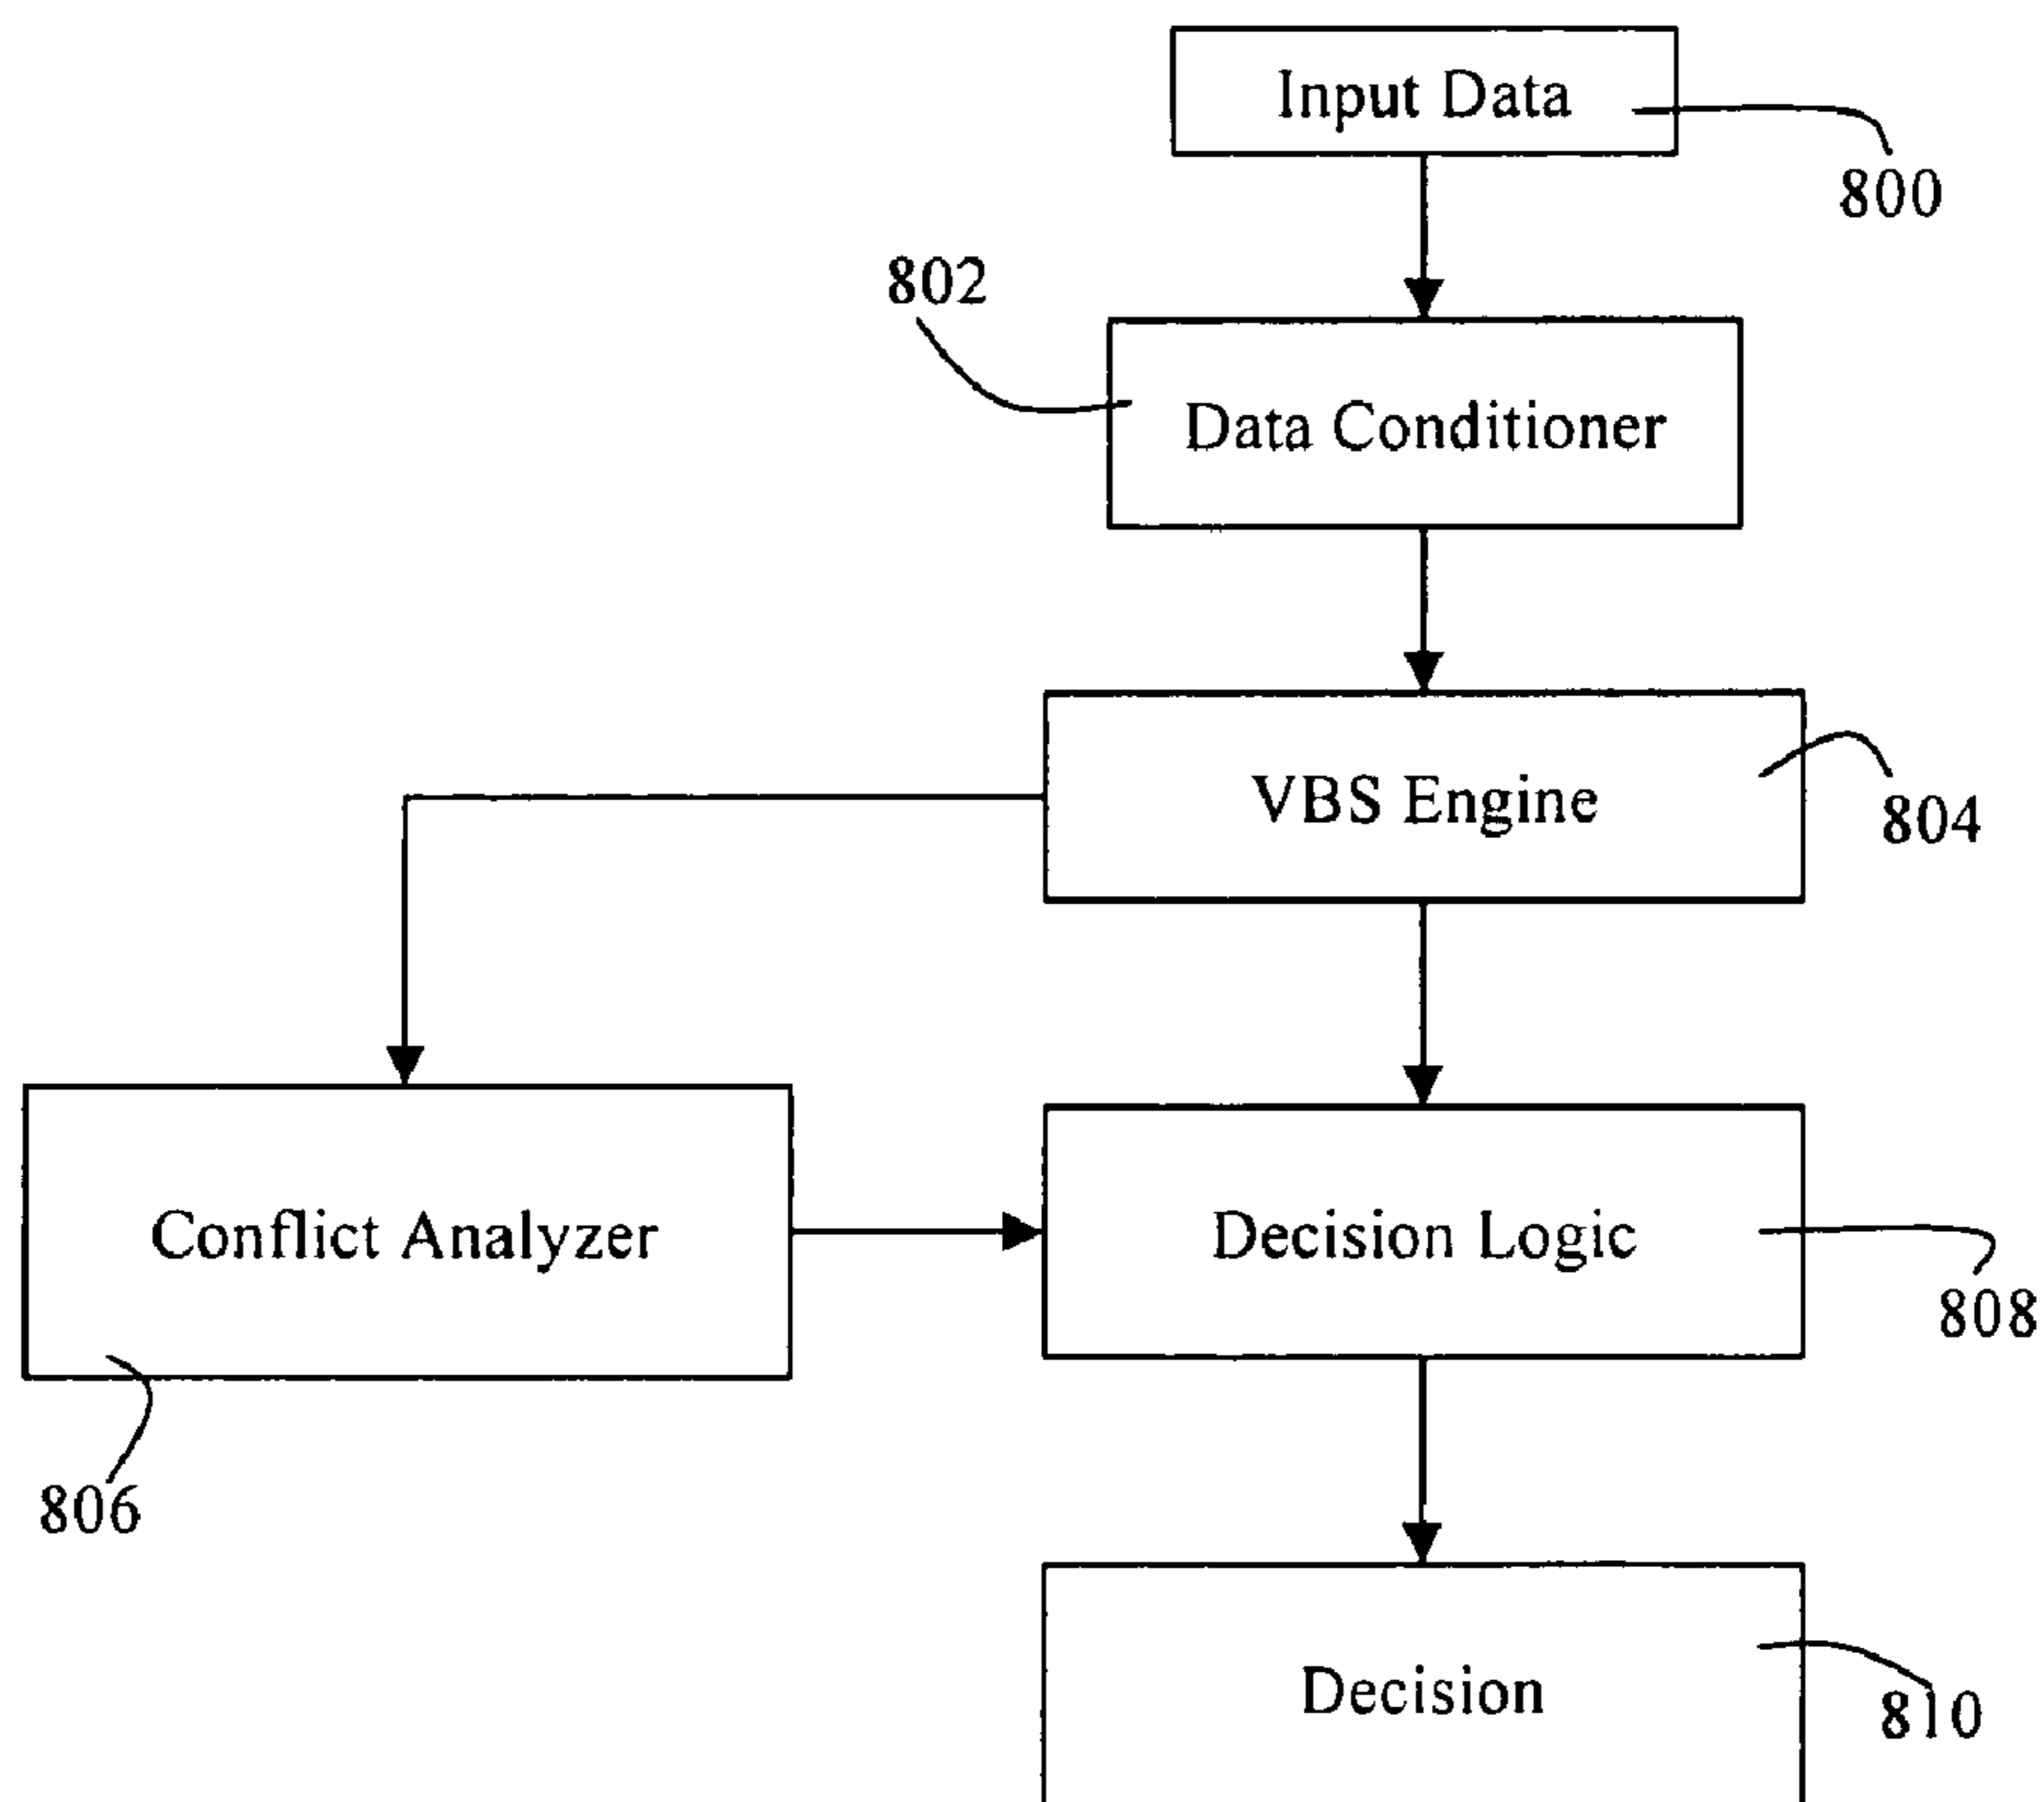 Input Data
800
802
Data Conditioner
VBS Engine
804
Conflict Analyzer
Decision Logic
808
806
Decision
810